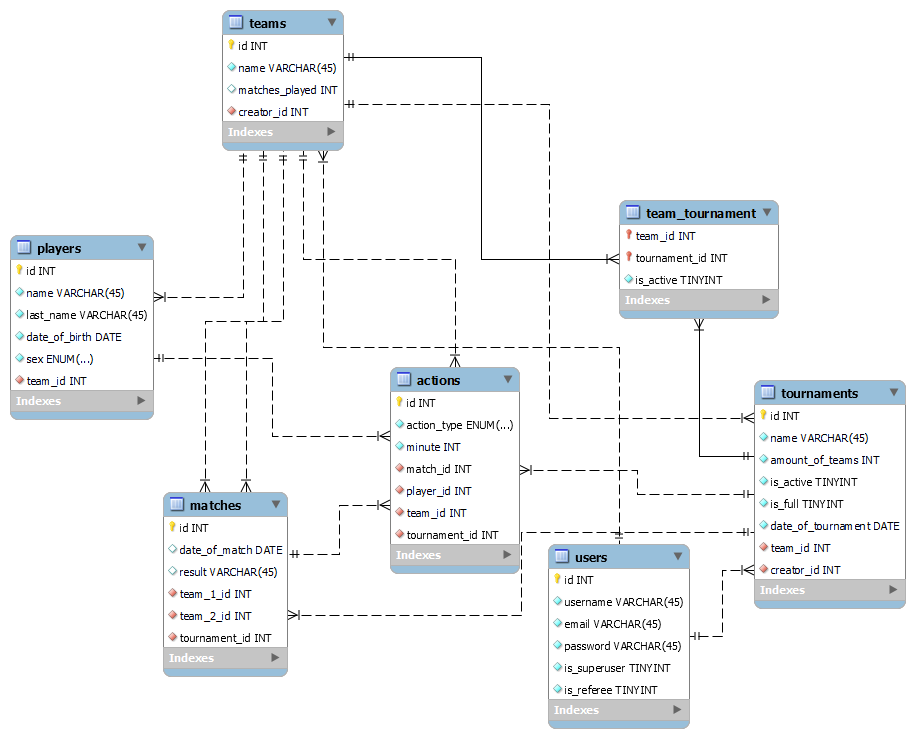 teams
id INT
name VARCHAR(45)
matches_played INT
creator_id INT
Indexes
team_tournament
team_id INT
tournament_id INT
is_active TINYINT
Indexes
players
id INT
name VARCHAR(45)
last_name VARCHAR(45)
date_of_birth DATE
sex ENUM(...)
team_id INT
Indexes
actions
id INT
action_type ENUM(...)
minute INT
match_id INT
player_id INT
team_id INT
tournament_id INT
Indexes
tournaments
id INT
name VARCHAR(45)
amount_of_teams INT
is_active TINYINT
is_full TINYINT
date_of_tournament DATE
team_id INT
creator_id INT
Indexes
matches
id INT
date_of_match DATE
result VARCHAR(45)
team_1_id INT
team_2_id INT
tournament_id INT
Indexes
users
id INT
username VARCHAR(45)
email VARCHAR(45)
password VARCHAR(45)
is_superuser TINYINT
is_referee TINYINT
Indexes